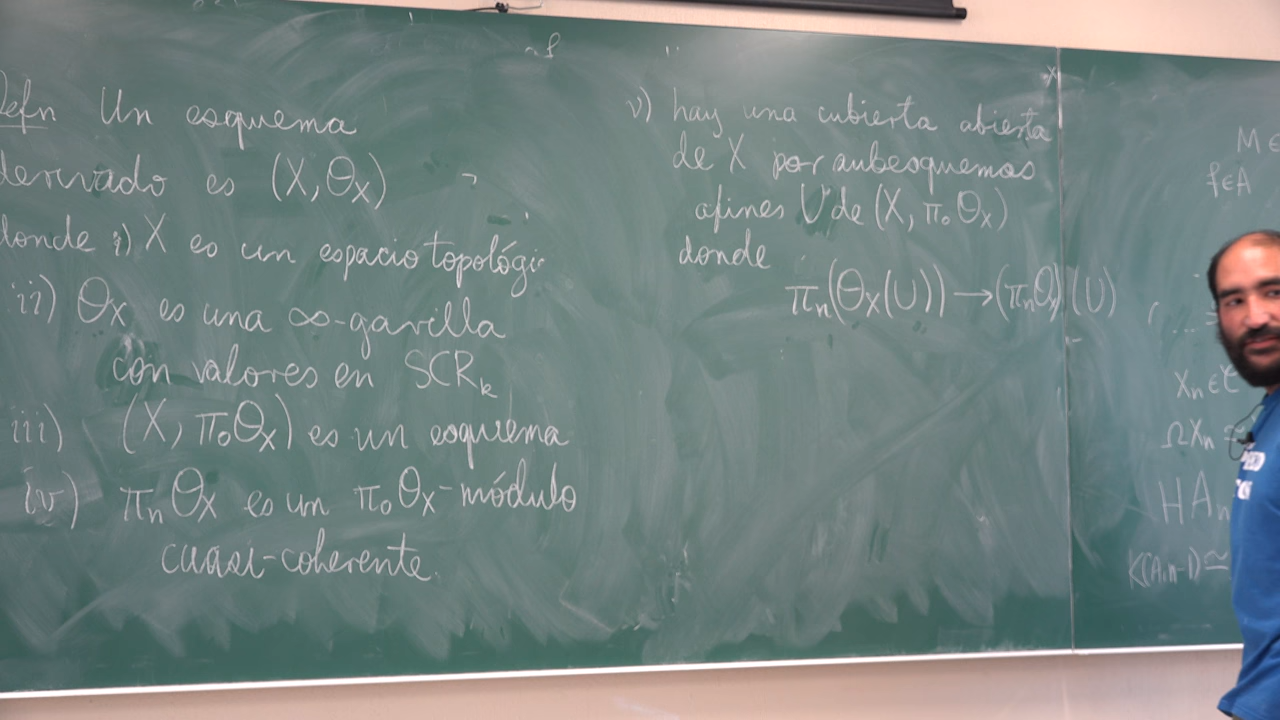 Defn Un esquema
derivado es (X, Θ_X)
donde i) X es un espacio topológi
ii) Θ_X es una ∞-gavilla
con valores en SCR_k
iii) (X, π₀Θ_X) es un esquema
iv) π_n Θ_X es un π₀Θ_X-módulo
cuasi-coherente.
v) hay una cubierta abierta
de X por subesquemas
afines U de (X, π₀Θ_X)
donde
π_n(Θ_X(U)) → (π_nΘ_X)(U)
M ∈
f∈A
X_n ∈ C
ΩX_n ≅
HA_n
K(A, n-1) ≅